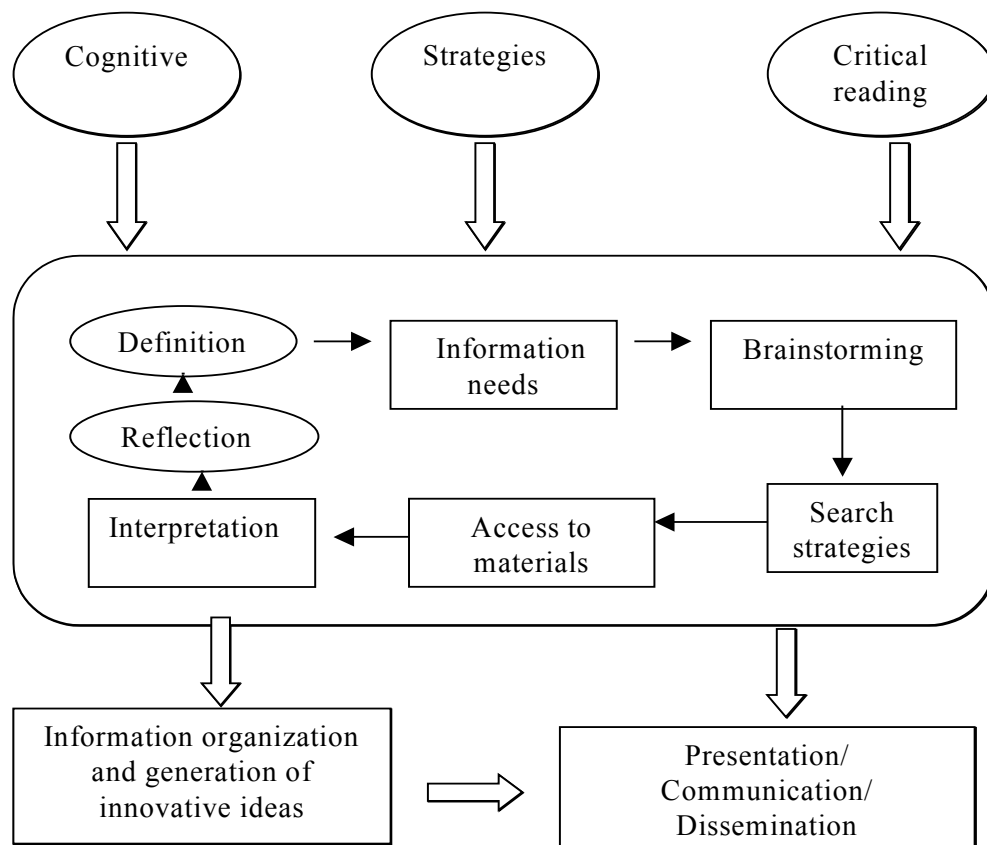 Cognitive
Strategies
Critical
reading
Definition
Information
needs
Brainstorming
Reflection
Interpretation
Access to
materials
Search
strategies
Information organization
and generation of
innovative ideas
Presentation/
Communication/
Dissemination